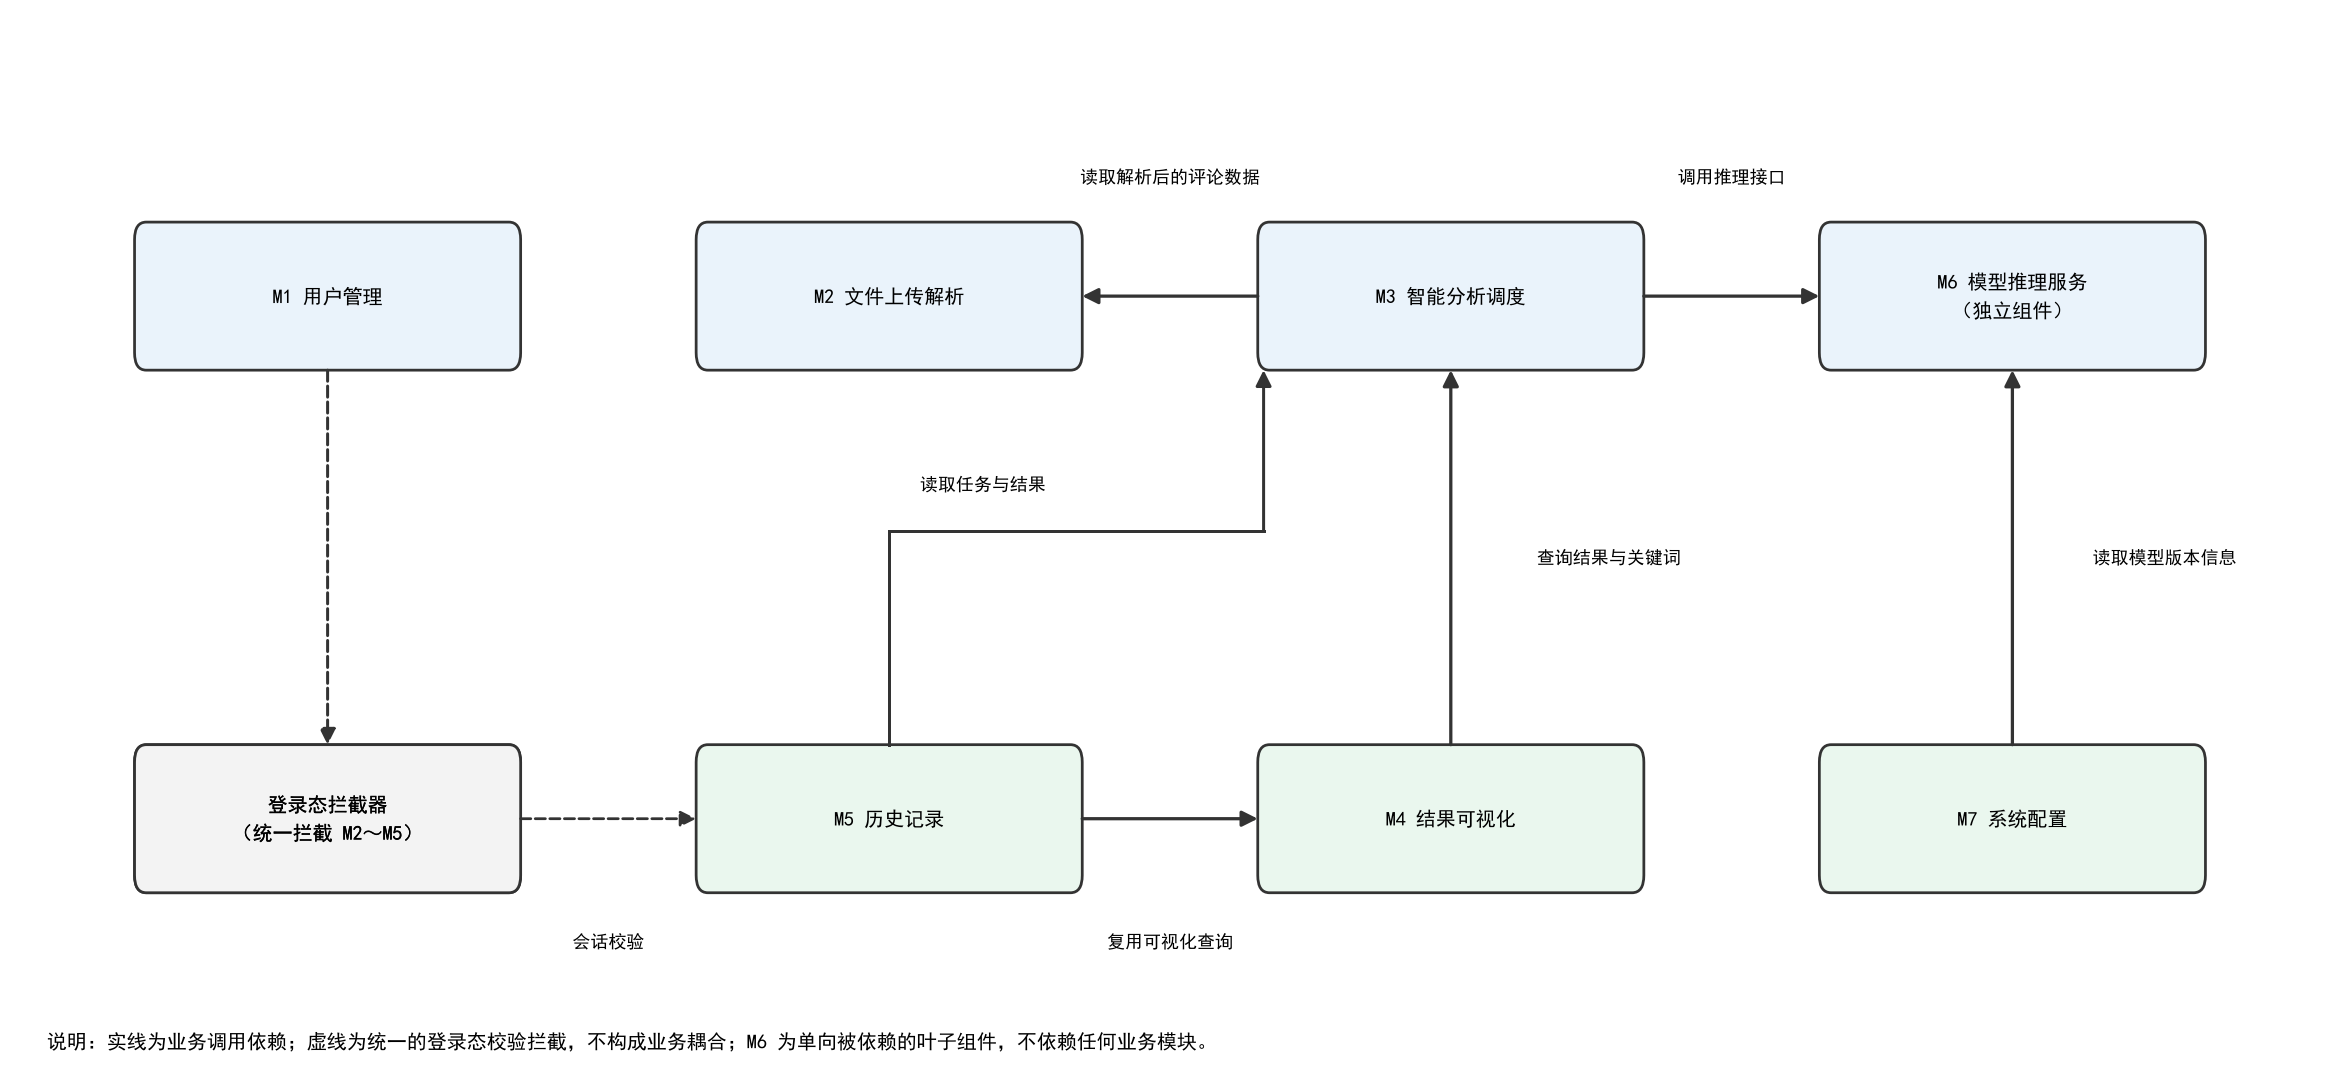 读取解析后的评论数据
调用推理接口
M1 用户管理
M2 文件上传解析
M3 智能分析调度
M6 模型推理服务
（独立组件）
读取任务与结果
查询结果与关键词
读取模型版本信息
登录态拦截器
（统一拦截 M2～M5）
M5 历史记录
M4 结果可视化
M7 系统配置
会话校验
复用可视化查询
说明：实线为业务调用依赖；虚线为统一的登录态校验拦截，不构成业务耦合；M6 为单向被依赖的叶子组件，不依赖任何业务模块。